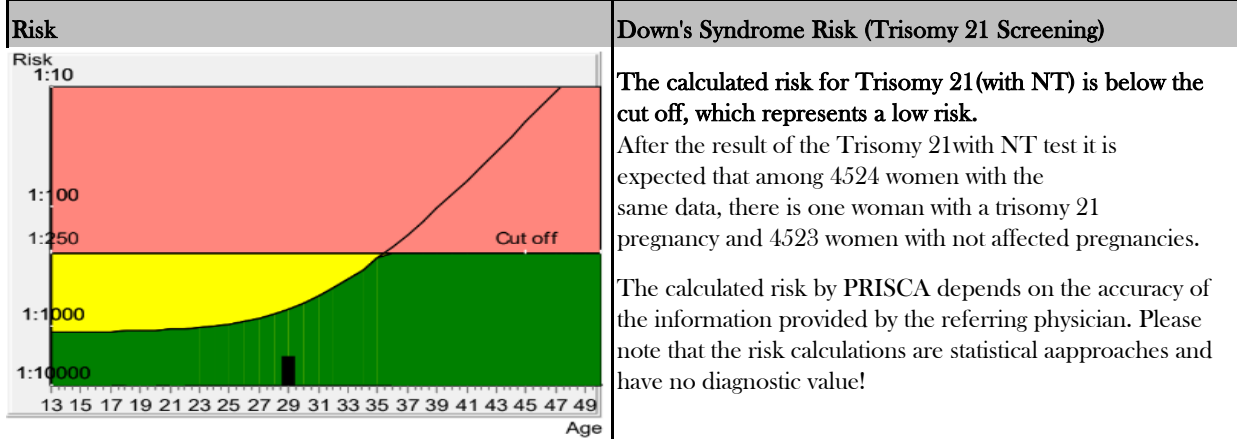 Risk
Down's Syndrome Risk (Trisomy 21 Screening)
Risk
1:10
1:100
1:250
Cut off
1:1000
1:10000
13 15 17 19 21 23 25 27 29 31 33 35 37 39 41 43 45 47 49
Age
The calculated risk for Trisomy 21(with NT) is below the
cut off, which represents a low risk.
After the result of the Trisomy 21with NT test it is
expected that among 4524 women with the
same data, there is one woman with a trisomy 21
pregnancy and 4523 women with not affected pregnancies.
The calculated risk by PRISCA depends on the accuracy of
the information provided by the referring physician. Please
note that the risk calculations are statistical aapproaches and
have no diagnostic value!